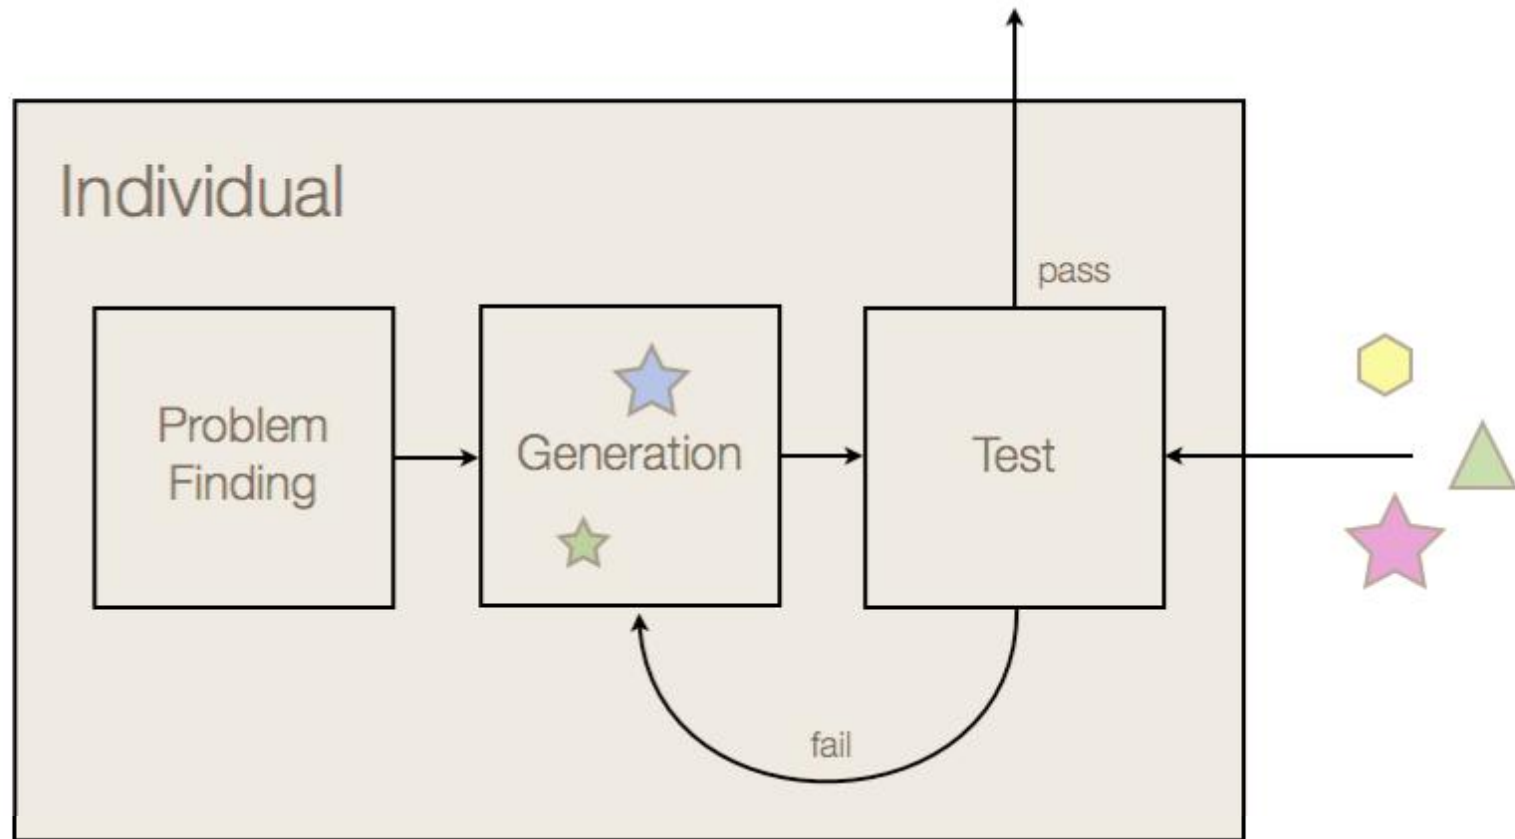 Individual
pass
Problem
Finding
Generation
Test
fail